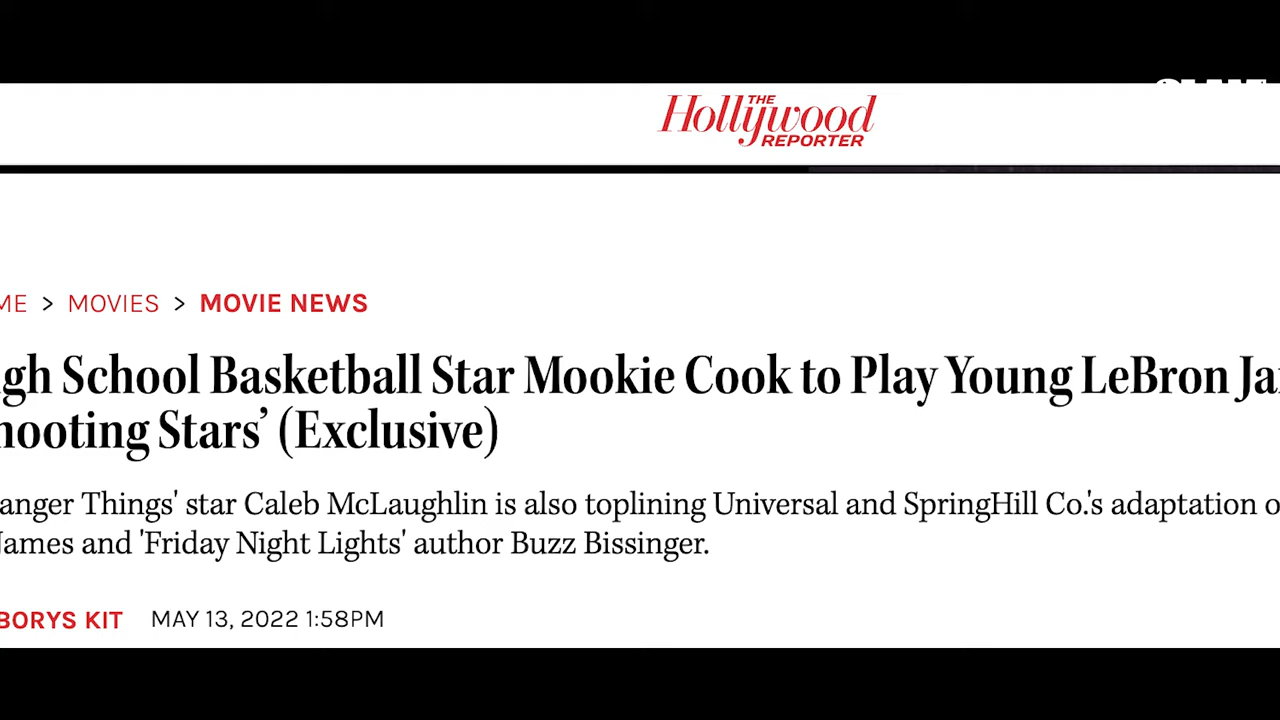 THE
Hollywood
REPORTER
ME > MOVIES > MOVIE NEWS
gh School Basketball Star Mookie Cook to Play Young LeBron Ja
hooting Stars’ (Exclusive)
anger Things' star Caleb McLaughlin is also toplining Universal and SpringHill Co.'s adaptation o
James and 'Friday Night Lights' author Buzz Bissinger.
BORYS KIT MAY 13, 2022 1:58PM